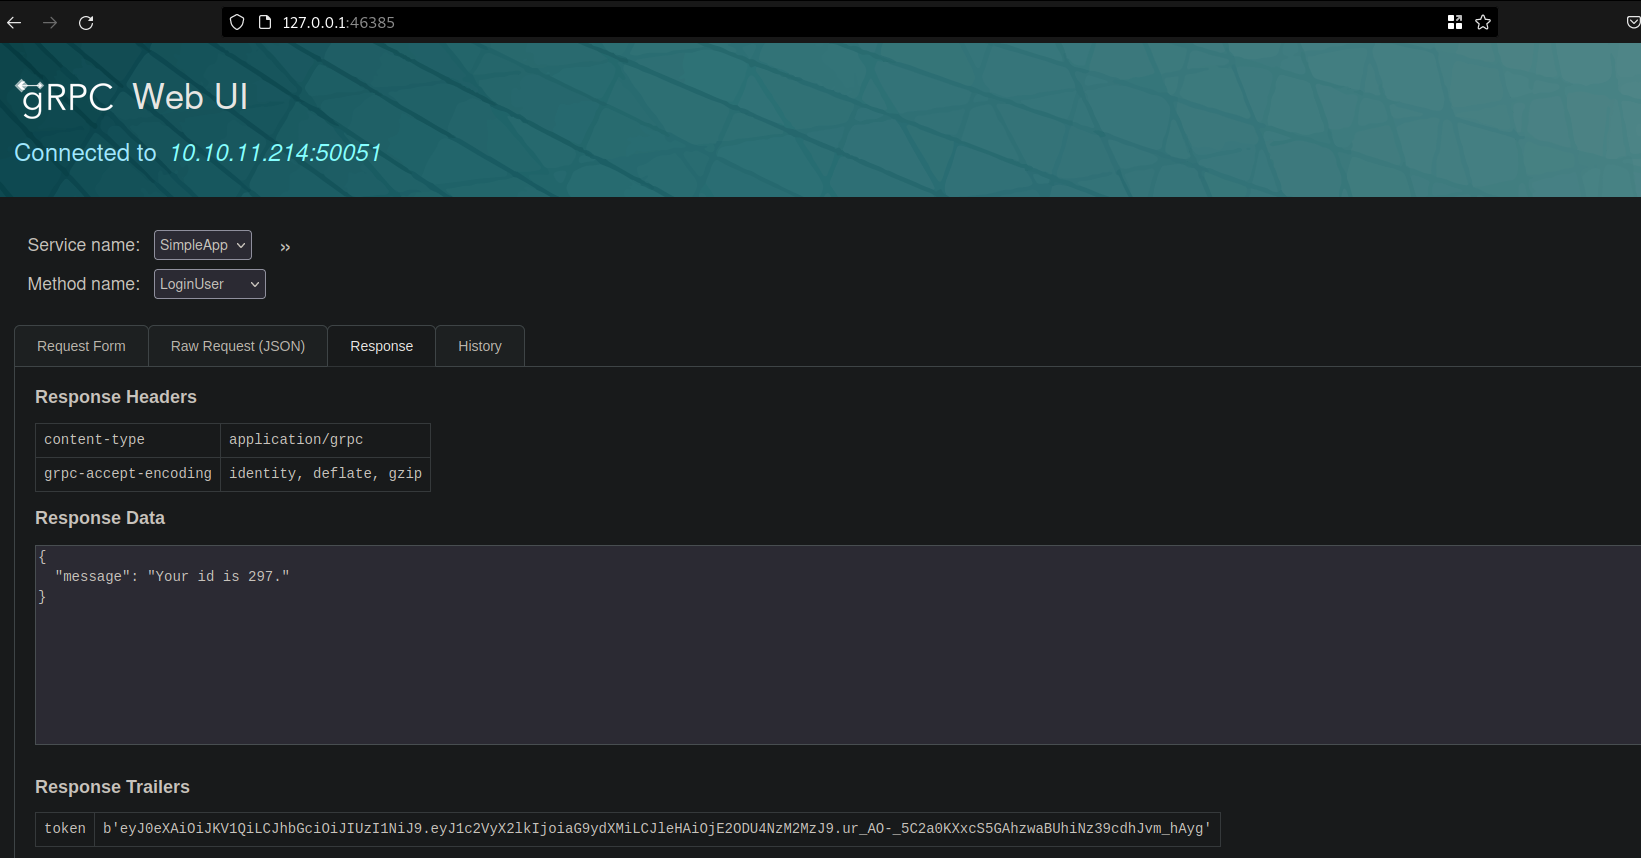 127.0.0.1:46385
gRPC Web UI
Connected to 10.10.11.214:50051
Service name: SimpleApp »
Method name: LoginUser
Request Form Raw Request (JSON) Response History
Response Headers
content-type application/grpc
grpc-accept-encoding identity, deflate, gzip
Response Data
{
"message": "Your id is 297."
}
Response Trailers
token b'eyJ0eXAiOiJKV1QiLCJhbGciOiJIUzI1NiJ9.eyJ1c2VyX2lkIjoiaG9ydXMiLCJleHAiOjE2ODU4NzM2MzJ9.ur_AO-_5C2a0KXxcS5GAhzwaBUhiNz39cdhJvm_hAyg'